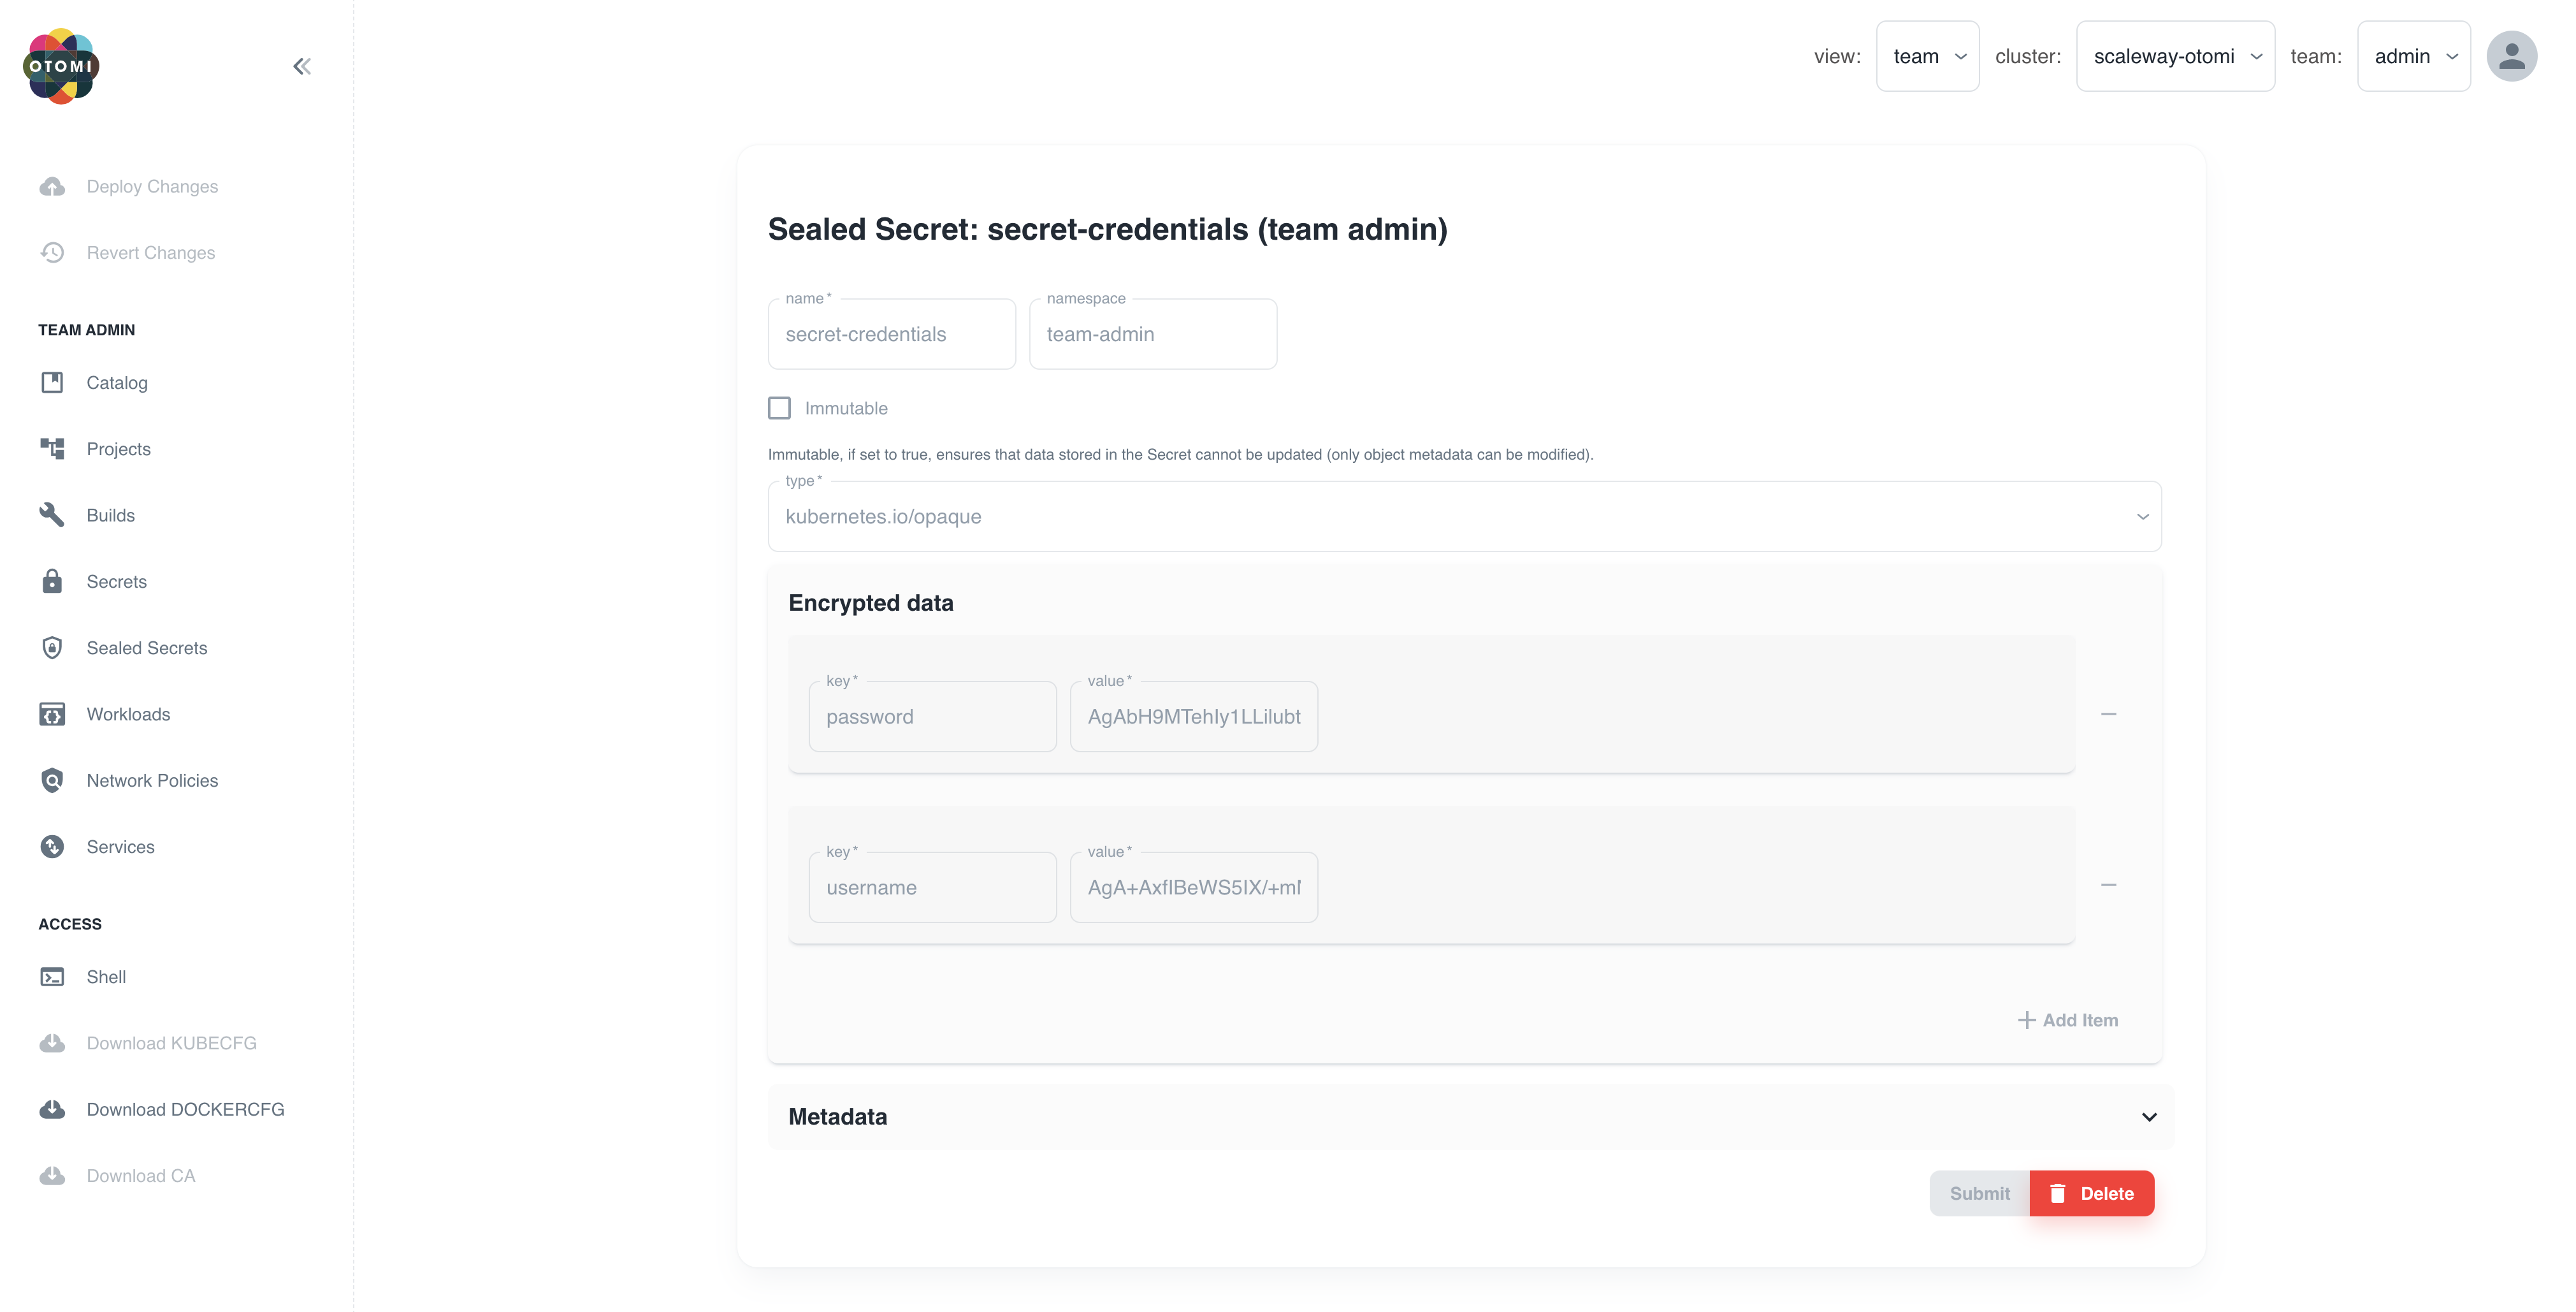 OTOMI
view: team cluster: scaleway-otomi team: admin
Deploy Changes
Revert Changes
TEAM ADMIN
Catalog
Projects
Builds
Secrets
Sealed Secrets
Workloads
Network Policies
Services
ACCESS
Shell
Download KUBECFG
Download DOCKERCFG
Download CA
Sealed Secret: secret-credentials (team admin)
name* namespace
secret-credentials team-admin
Immutable
Immutable, if set to true, ensures that data stored in the Secret cannot be updated (only object metadata can be modified).
type*
kubernetes.io/opaque
Encrypted data
key* value*
password
key* value*
username
+ Add Item
Metadata
Submit Delete